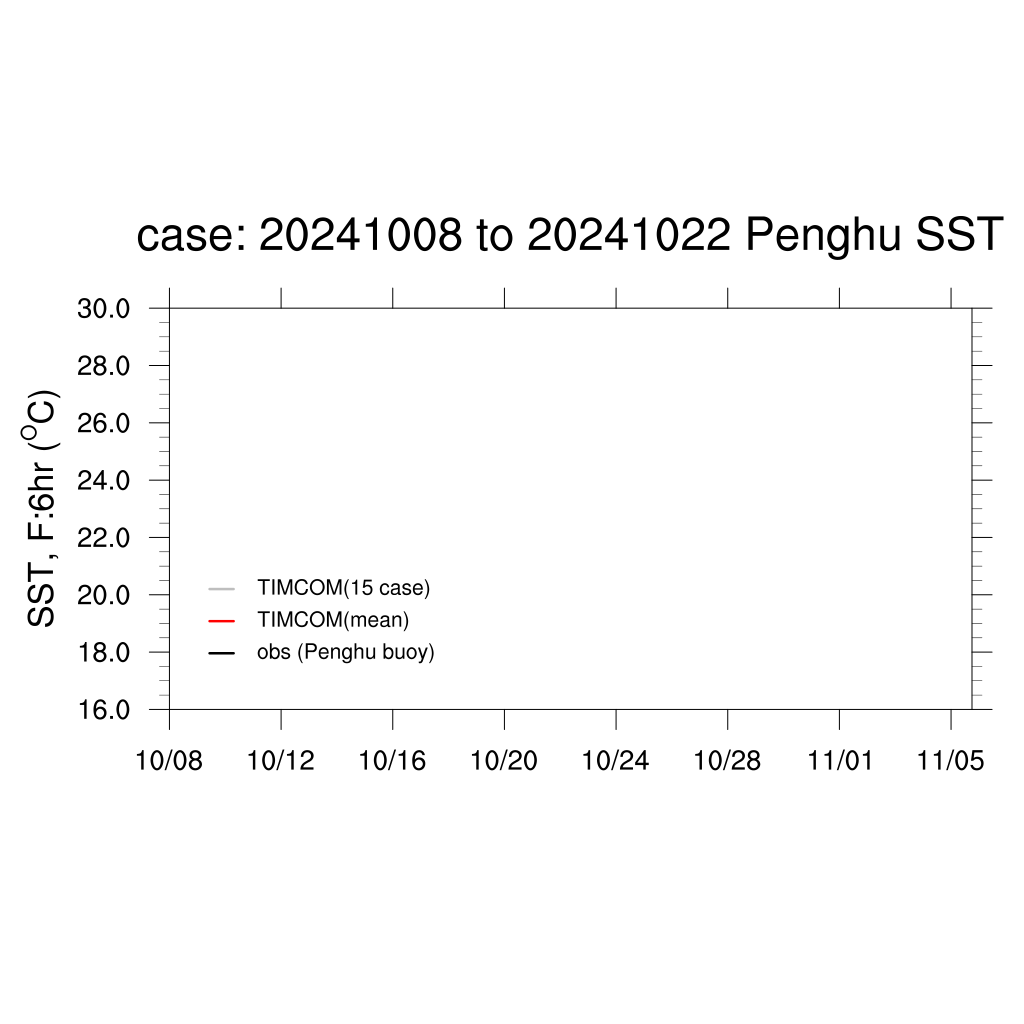 case: 20241008 to 20241022 Penghu SST
SST, F:6hr (°C)
30.0
28.0
26.0
24.0
22.0
20.0
18.0
16.0
TIMCOM(15 case)
TIMCOM(mean)
obs (Penghu buoy)
10/08 10/12 10/16 10/20 10/24 10/28 11/01 11/05